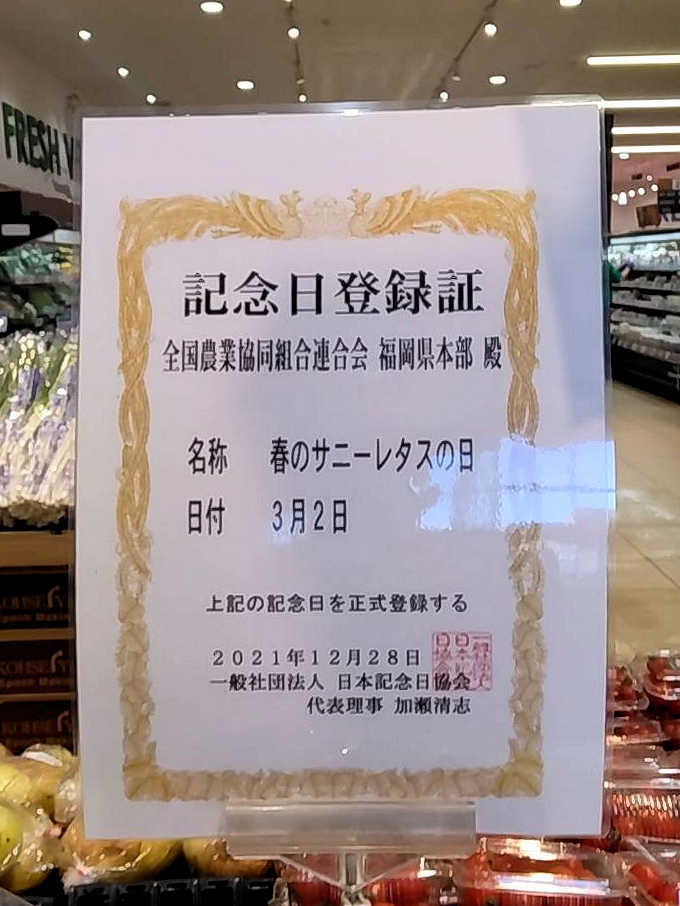 FRESH
記念日登録証
全国農業協同組合連合会 福岡県本部 殿
名称 春のサニーレタスの日
日付 3月2日
上記の記念日を正式登録する
2021年12月28日
一般社団法人 日本記念日協会
代表理事 加瀬清志